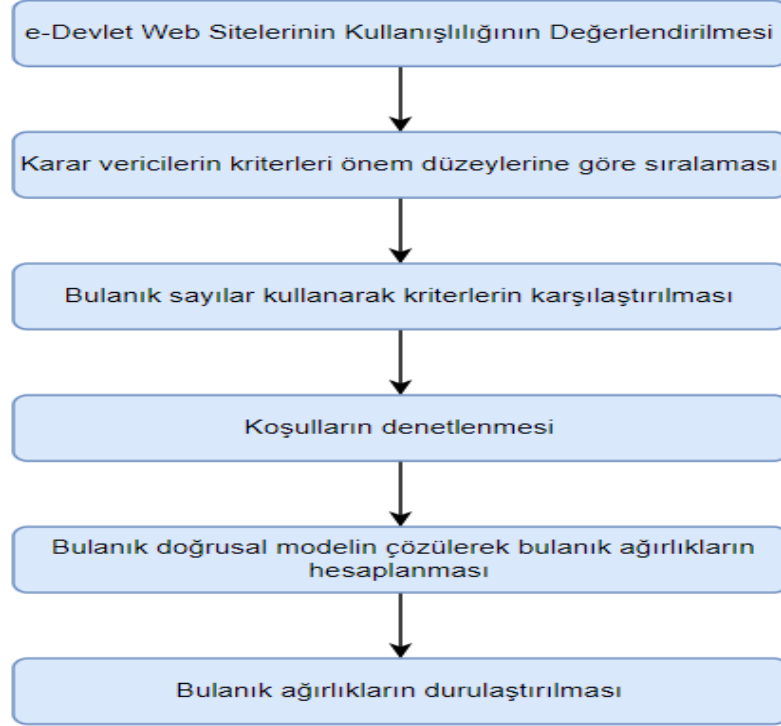 e-Devlet Web Sitelerinin Kullanışlılığının Değerlendirilmesi
Karar vericilerin kriterleri önem düzeylerine göre sıralaması
Bulanık sayılar kullanarak kriterlerin karşılaştırılması
Koşulların denetlenmesi
Bulanık doğrusal modelin çözülerek bulanık ağırlıkların
hesaplanması
Bulanık ağırlıkların durulaştırılması